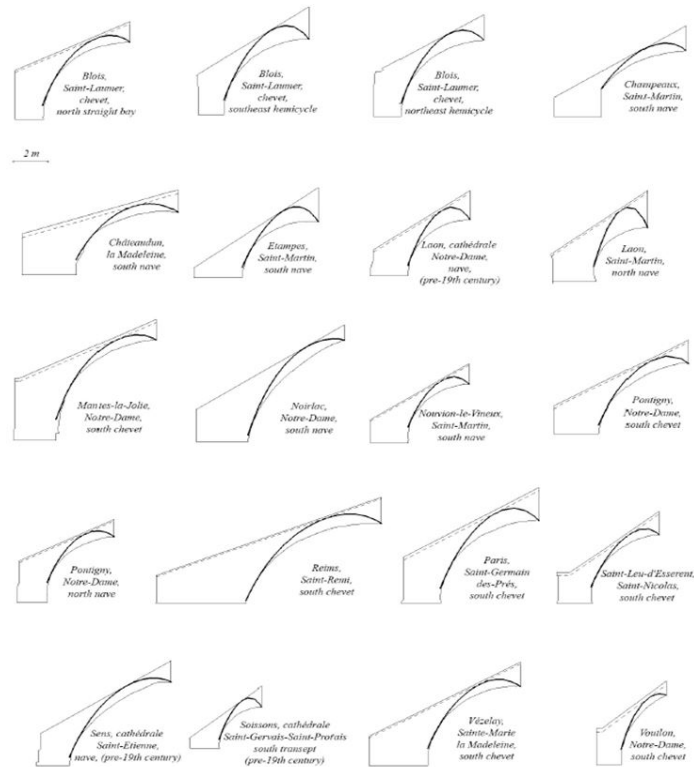 Blois,
Saint-Laumer,
chevet,
north straight bay
Blois,
Saint-Laumer,
chevet,
southeast hemicycle
Blois,
Saint-Laumer,
chevet,
northeast hemicycle
Champeaux,
Saint-Martin,
south nave
2 m
Châteaudun,
la Madeleine,
south nave
Etampes,
Saint-Martin,
south nave
Laon, cathédrale
Notre-Dame,
nave,
(pre-19th century)
Laon,
Saint-Martin,
north nave
Mantes-la-Jolie,
Notre-Dame,
south chevet
Noirlac,
Notre-Dame,
south nave
Nouvion-le-Vineux,
Saint-Martin,
south nave
Pontigny,
Notre-Dame,
south chevet
Pontigny,
Notre-Dame,
north nave
Reims,
Saint-Remi,
south chevet
Paris,
Saint-Germain
des-Prés,
south chevet
Saint-Leu-d'Esserent,
Saint-Nicolas,
south chevet
Sens, cathédrale
Saint-Etienne,
nave, (pre-19th century)
Soissons, cathédrale
Saint-Gervais-Saint-Protais
south transept
(pre-19th century)
Vézelay,
Sainte-Marie
la Madeleine,
south chevet
Voulton,
Notre-Dame,
south chevet